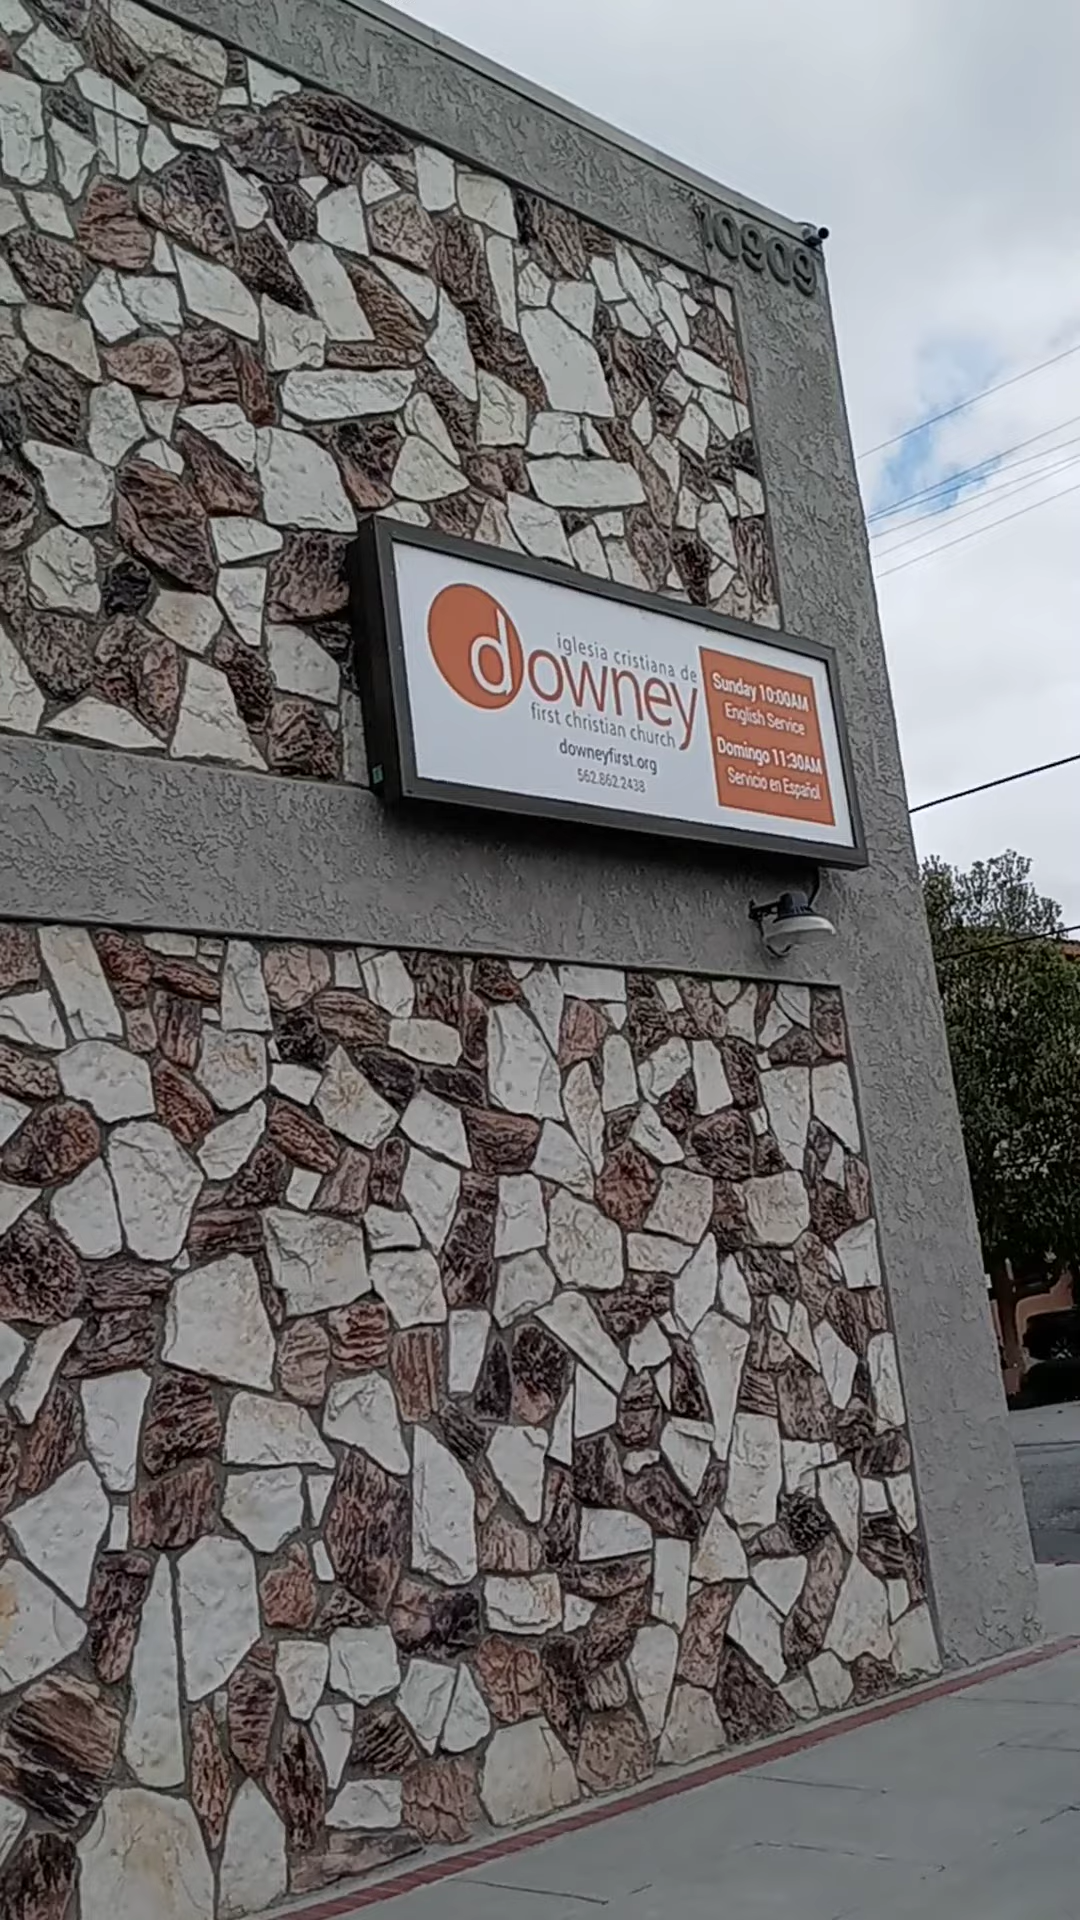 10909
iglesia cristiana de
downey
first christian church
downeyfirst.org
562.862.2438
Sunday 10:00AM
English Service
Domingo 11:30AM
Servicio en Español